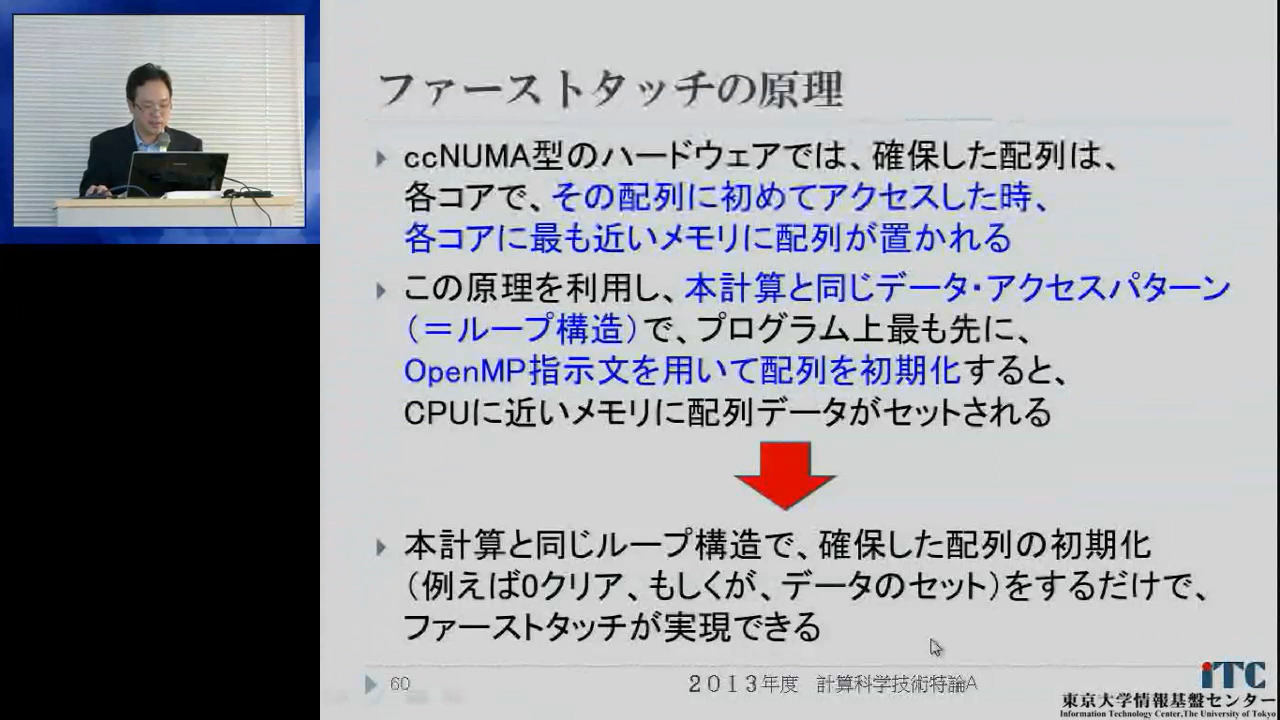 ファーストタッチの原理
ccNUMA型のハードウェアでは、確保した配列は、
各コアで、その配列に初めてアクセスした時、
各コアに最も近いメモリに配列が置かれる
この原理を利用し、本計算と同じデータ・アクセスパターン
（＝ループ構造）で、プログラム上最も先に、
OpenMP指示文を用いて配列を初期化すると、
CPUに近いメモリに配列データがセットされる
本計算と同じループ構造で、確保した配列の初期化
（例えば0クリア、もしくが、データのセット）をするだけで、
ファーストタッチが実現できる
60
２０１３年度 計算科学技術特論A
iTC
東京大学情報基盤センター
Information Technology Center,The University of Tokyo